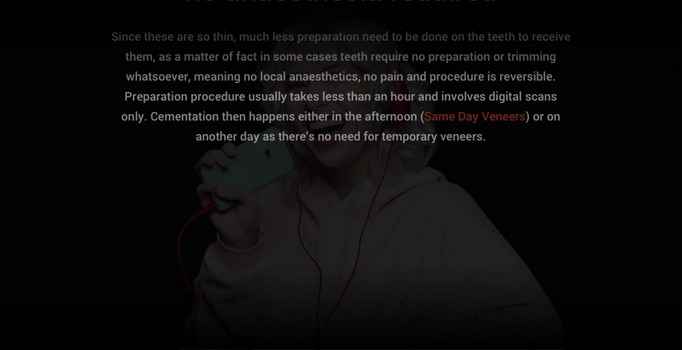 Since these are so thin, much less preparation need to be done on the teeth to receive
them, as a matter of fact in some cases teeth require no preparation or trimming
whatsoever, meaning no local anaesthetics, no pain and procedure is reversible.
Preparation procedure usually takes less than an hour and involves digital scans
only. Cementation then happens either in the afternoon (Same Day Veneers) or on
another day as there's no need for temporary veneers.